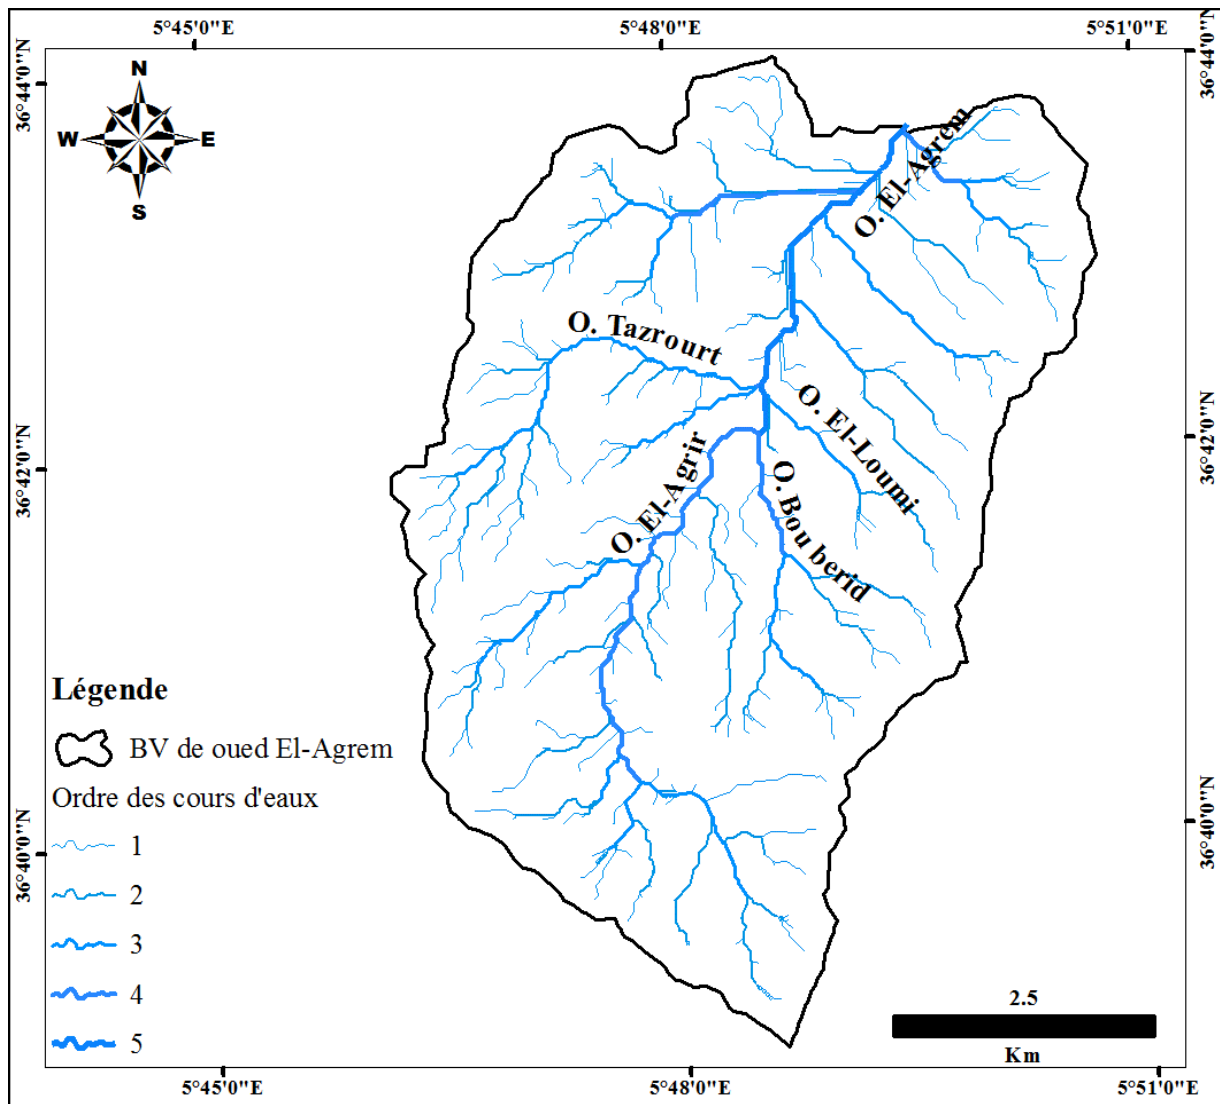 5°45'0"E
5°48'0"E
5°51'0"E
36°44'0"N
36°44'0"N
N
W
E
S
O. El-Agrem
O. Tazrourt
O. El-Loumi
O. El-Agrir
O. Bou berid
36°42'0"N
36°42'0"N
Légende
BV de oued El-Agrem
Ordre des cours d'eaux
1
2
3
4
5
36°40'0"N
36°40'0"N
2.5
Km
5°45'0"E
5°48'0"E
5°51'0"E